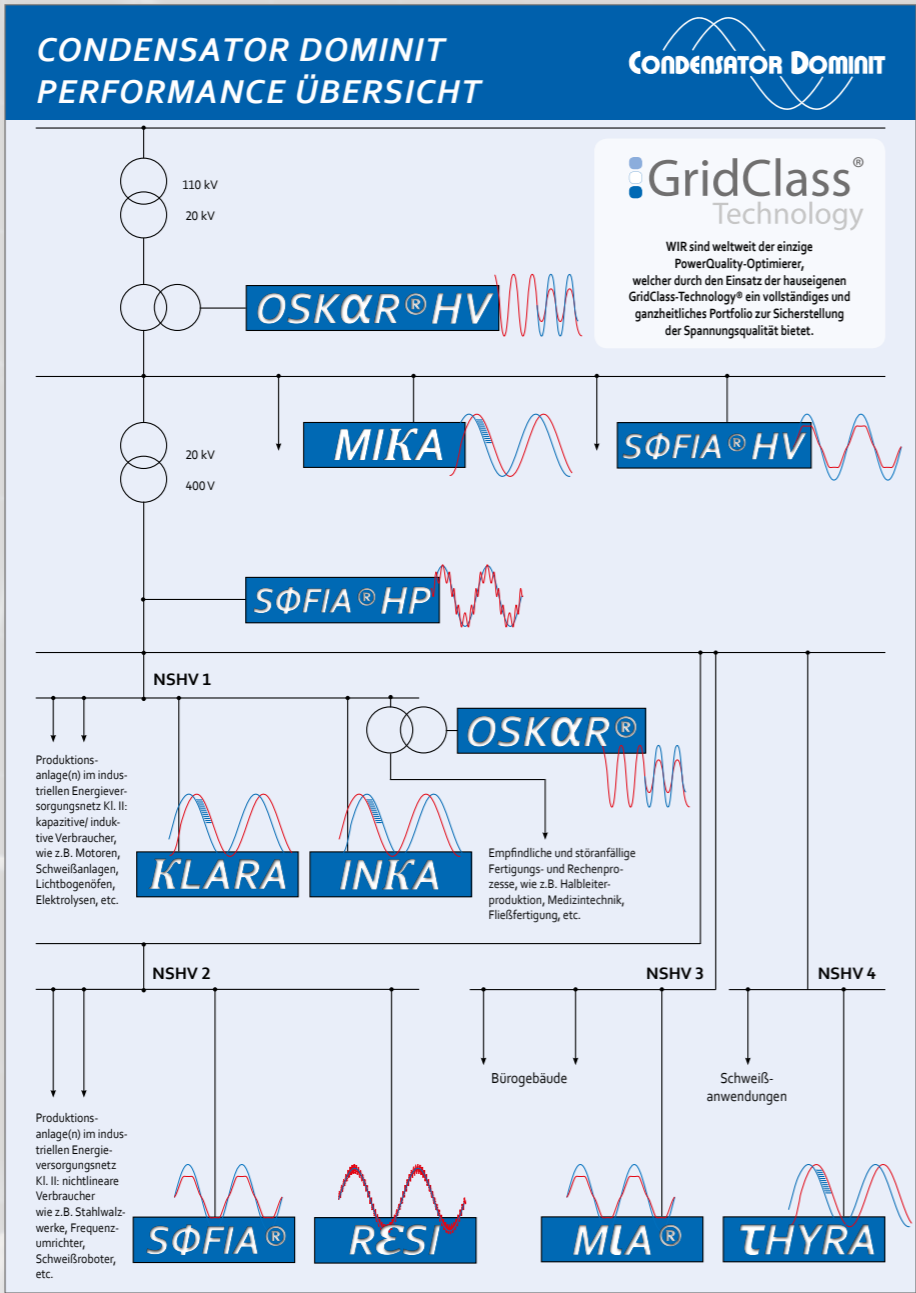 CONDENSATOR DOMINIT
PERFORMANCE ÜBERSICHT
CONDENSATOR DOMINIT
110 kV
20 kV
GridClass®
Technology
WIR sind weltweit der einzige
PowerQuality-Optimierer,
welcher durch den Einsatz der hauseigenen
GridClass-Technology® ein vollständiges und
ganzheitliches Portfolio zur Sicherstellung
der Spannungsqualität bietet.
OSKαR® HV
MIKA
SΦFIA® HV
20 kV
400 V
SΦFIA® HP
NSHV 1
OSKαR®
Produktions-
anlage(n) im indus-
triellen Energiever-
sorgungsnetz Kl. II:
kapazitive/ induk-
tive Verbraucher,
wie z.B. Motoren,
Schweißanlagen,
Lichtbogenöfen,
Elektrolysen, etc.
KLARA
INKA
Empfindliche und störanfällige
Fertigungs- und Rechenpro-
zesse, wie z.B. Halbleiter-
produktion, Medizintechnik,
Fließfertigung, etc.
NSHV 2
NSHV 3
NSHV 4
Bürogebäude
Schweiß-
anwendungen
Produktions-
anlage(n) im indus-
triellen Energie-
versorgungsnetz
Kl. II: nichtlineare
Verbraucher
wie z.B. Stahlwalz-
werke, Frequenz-
umrichter,
Schweißroboter,
etc.
SΦFIA®
RƐSI
MιA®
τHYRA